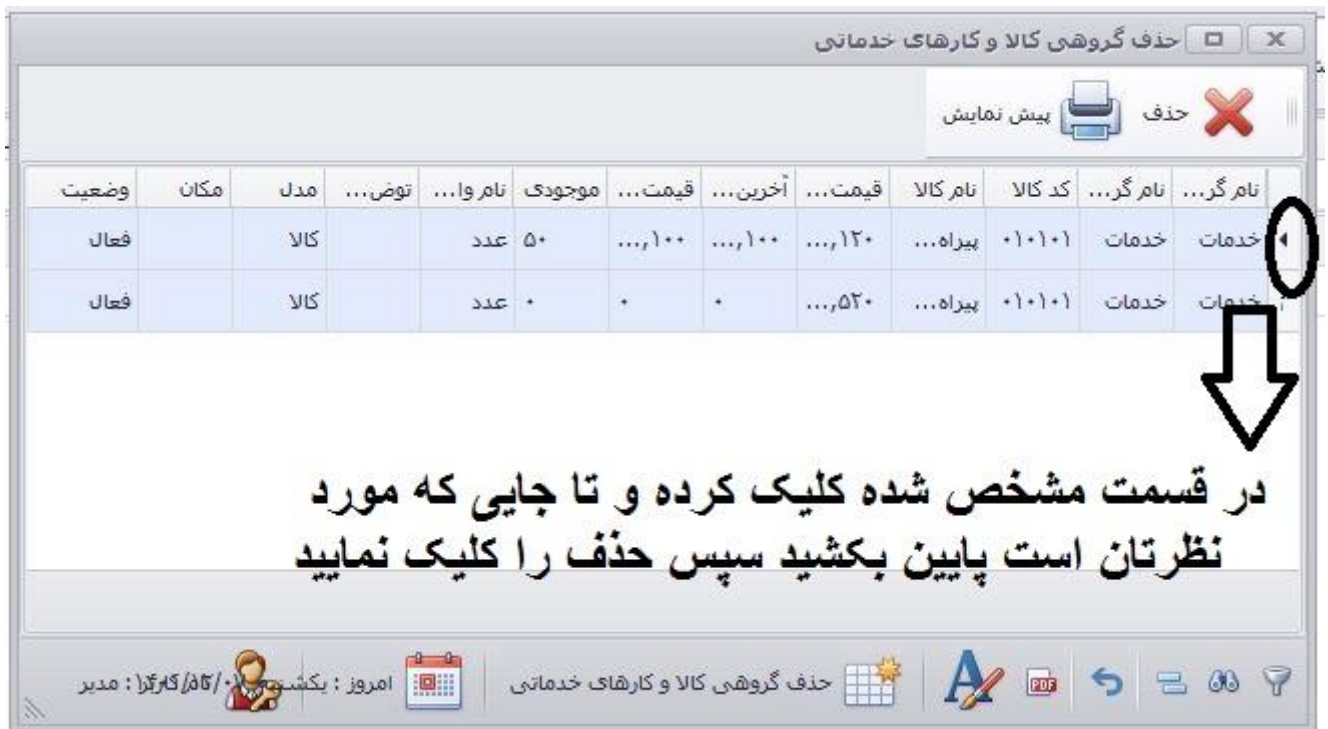 حذف گروهی کالا و کارهای خدماتی
حذف پیش نمایش
نام گر... نام گر... کد کالا نام کالا قیمت... آخرین... قیمت... موجودی نام وا... توض... مدل مکان وضعیت
خدمات خدمات ۰۱۰۱۰۱ پیراه... ۱۲۰,... ۱۰۰,... ۱۰۰,... ۵۰ عدد کالا فعال
خدمات خدمات ۰۱۰۱۰۱ پیراه... ۵۲۰,... ۰ ۰ ۰ عدد کالا فعال
در قسمت مشخص شده کلیک کرده و تا جایی که مورد
نظرتان است پایین بکشید سپس حذف را کلیک نمایید
PDF حذف گروهی کالا و کارهای خدماتی امروز : : مدیر